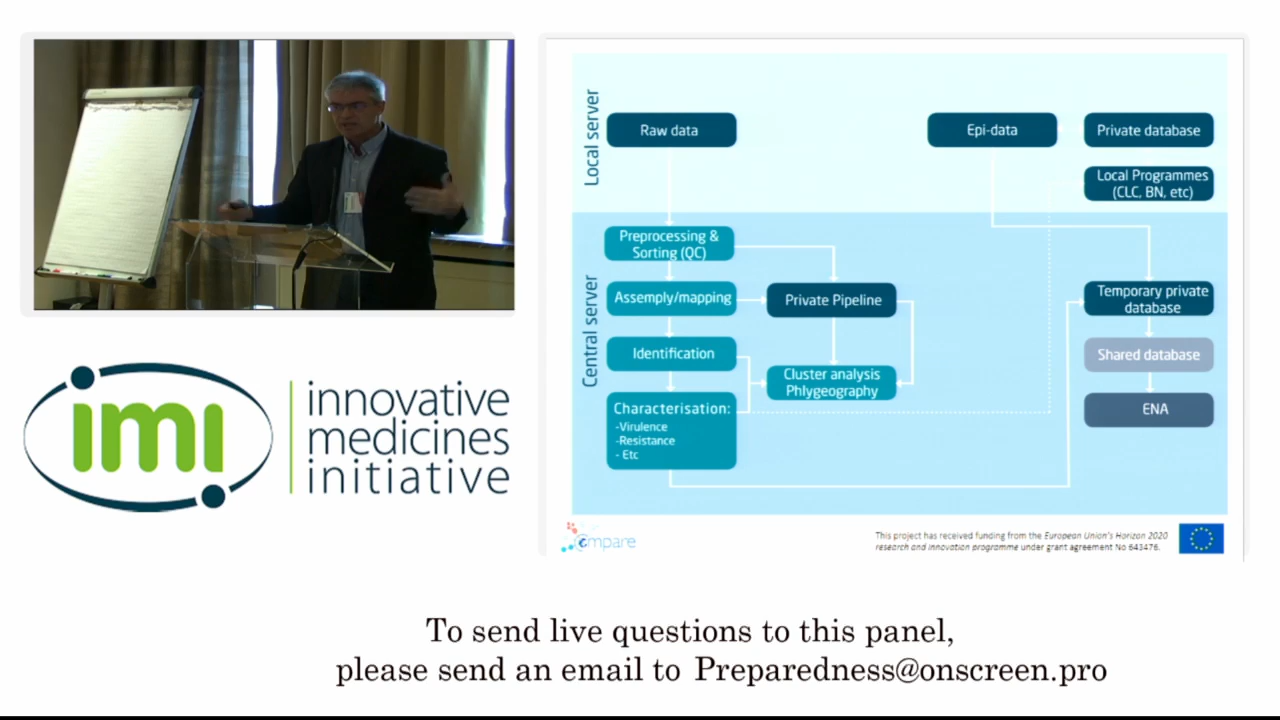 imi
innovative
medicines
initiative
Local server
Raw data
Epi-data
Private database
Local Programmes
(CLC, BN, etc)
Central server
Preprocessing &
Sorting (QC)
Assemply/mapping
Private Pipeline
Identification
Cluster analysis
Phlygeography
Characterisation:
-Virulence
-Resistance
- Etc
Temporary private
database
Shared database
ENA
cmpare
This project has received funding from the European Union's Horizon 2020
research and innovation programme under grant agreement No 643476.
To send live questions to this panel,
please send an email to Preparedness@onscreen.pro